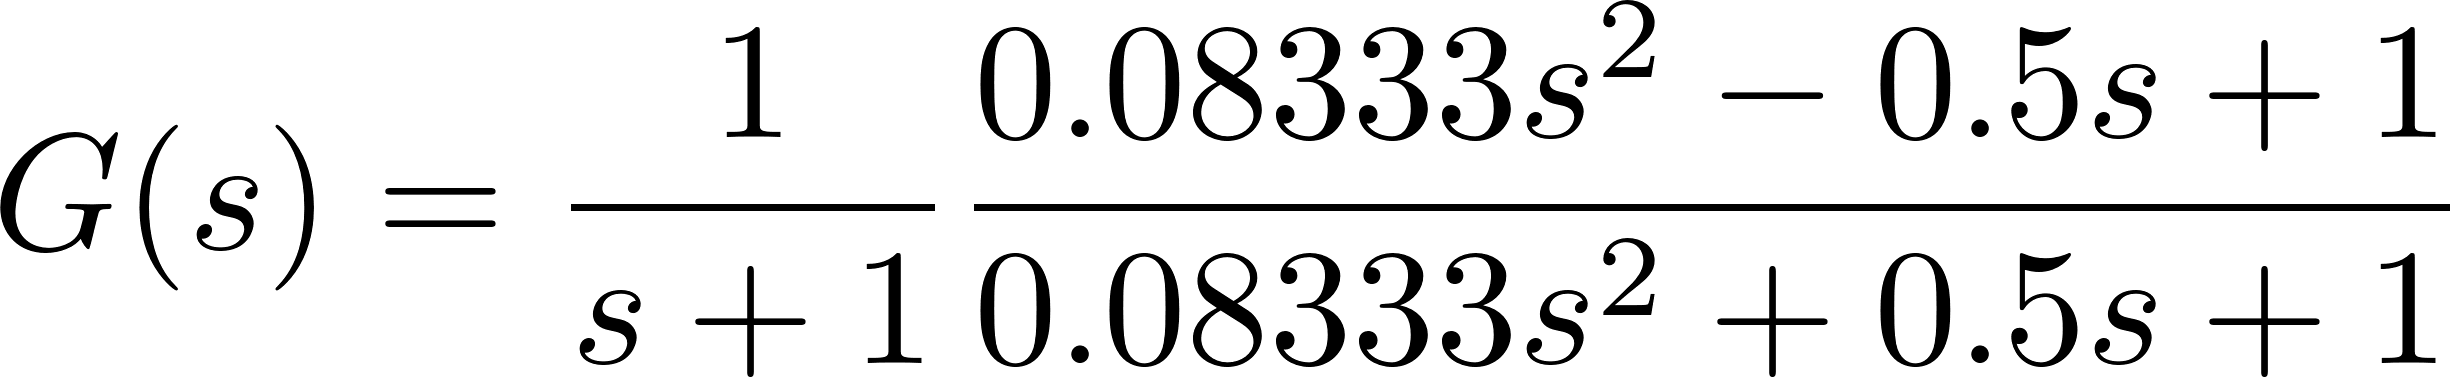 G(s) = \frac{1}{s + 1} \frac{0.08333s^2 - 0.5s + 1}{0.08333s^2 + 0.5s + 1}